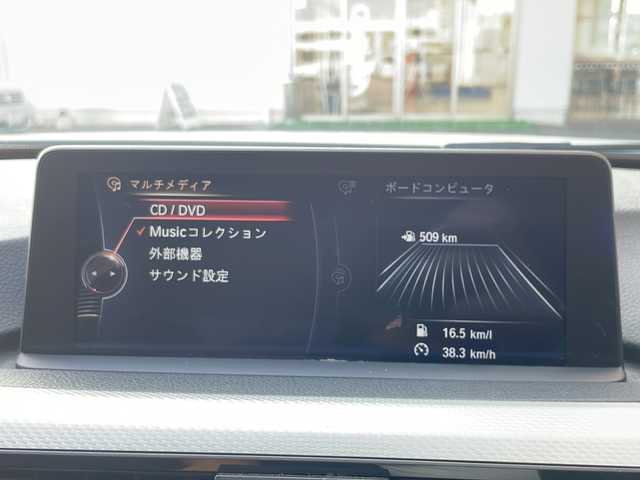 マルチメディア
CD / DVD
Musicコレクション
外部機器
サウンド設定
ボードコンピュータ
509 km
16.5 km/l
38.3 km/h